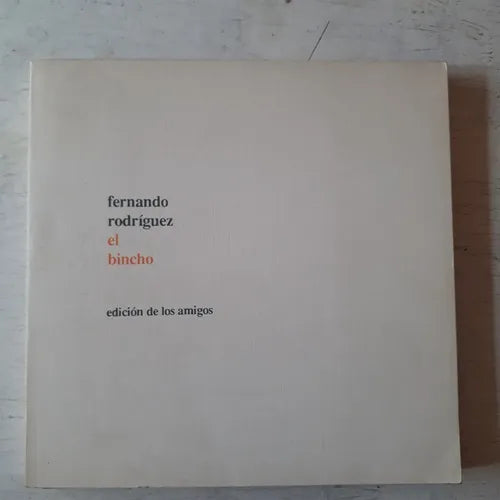 fernando
rodríguez
el
bincho
edición de los amigos